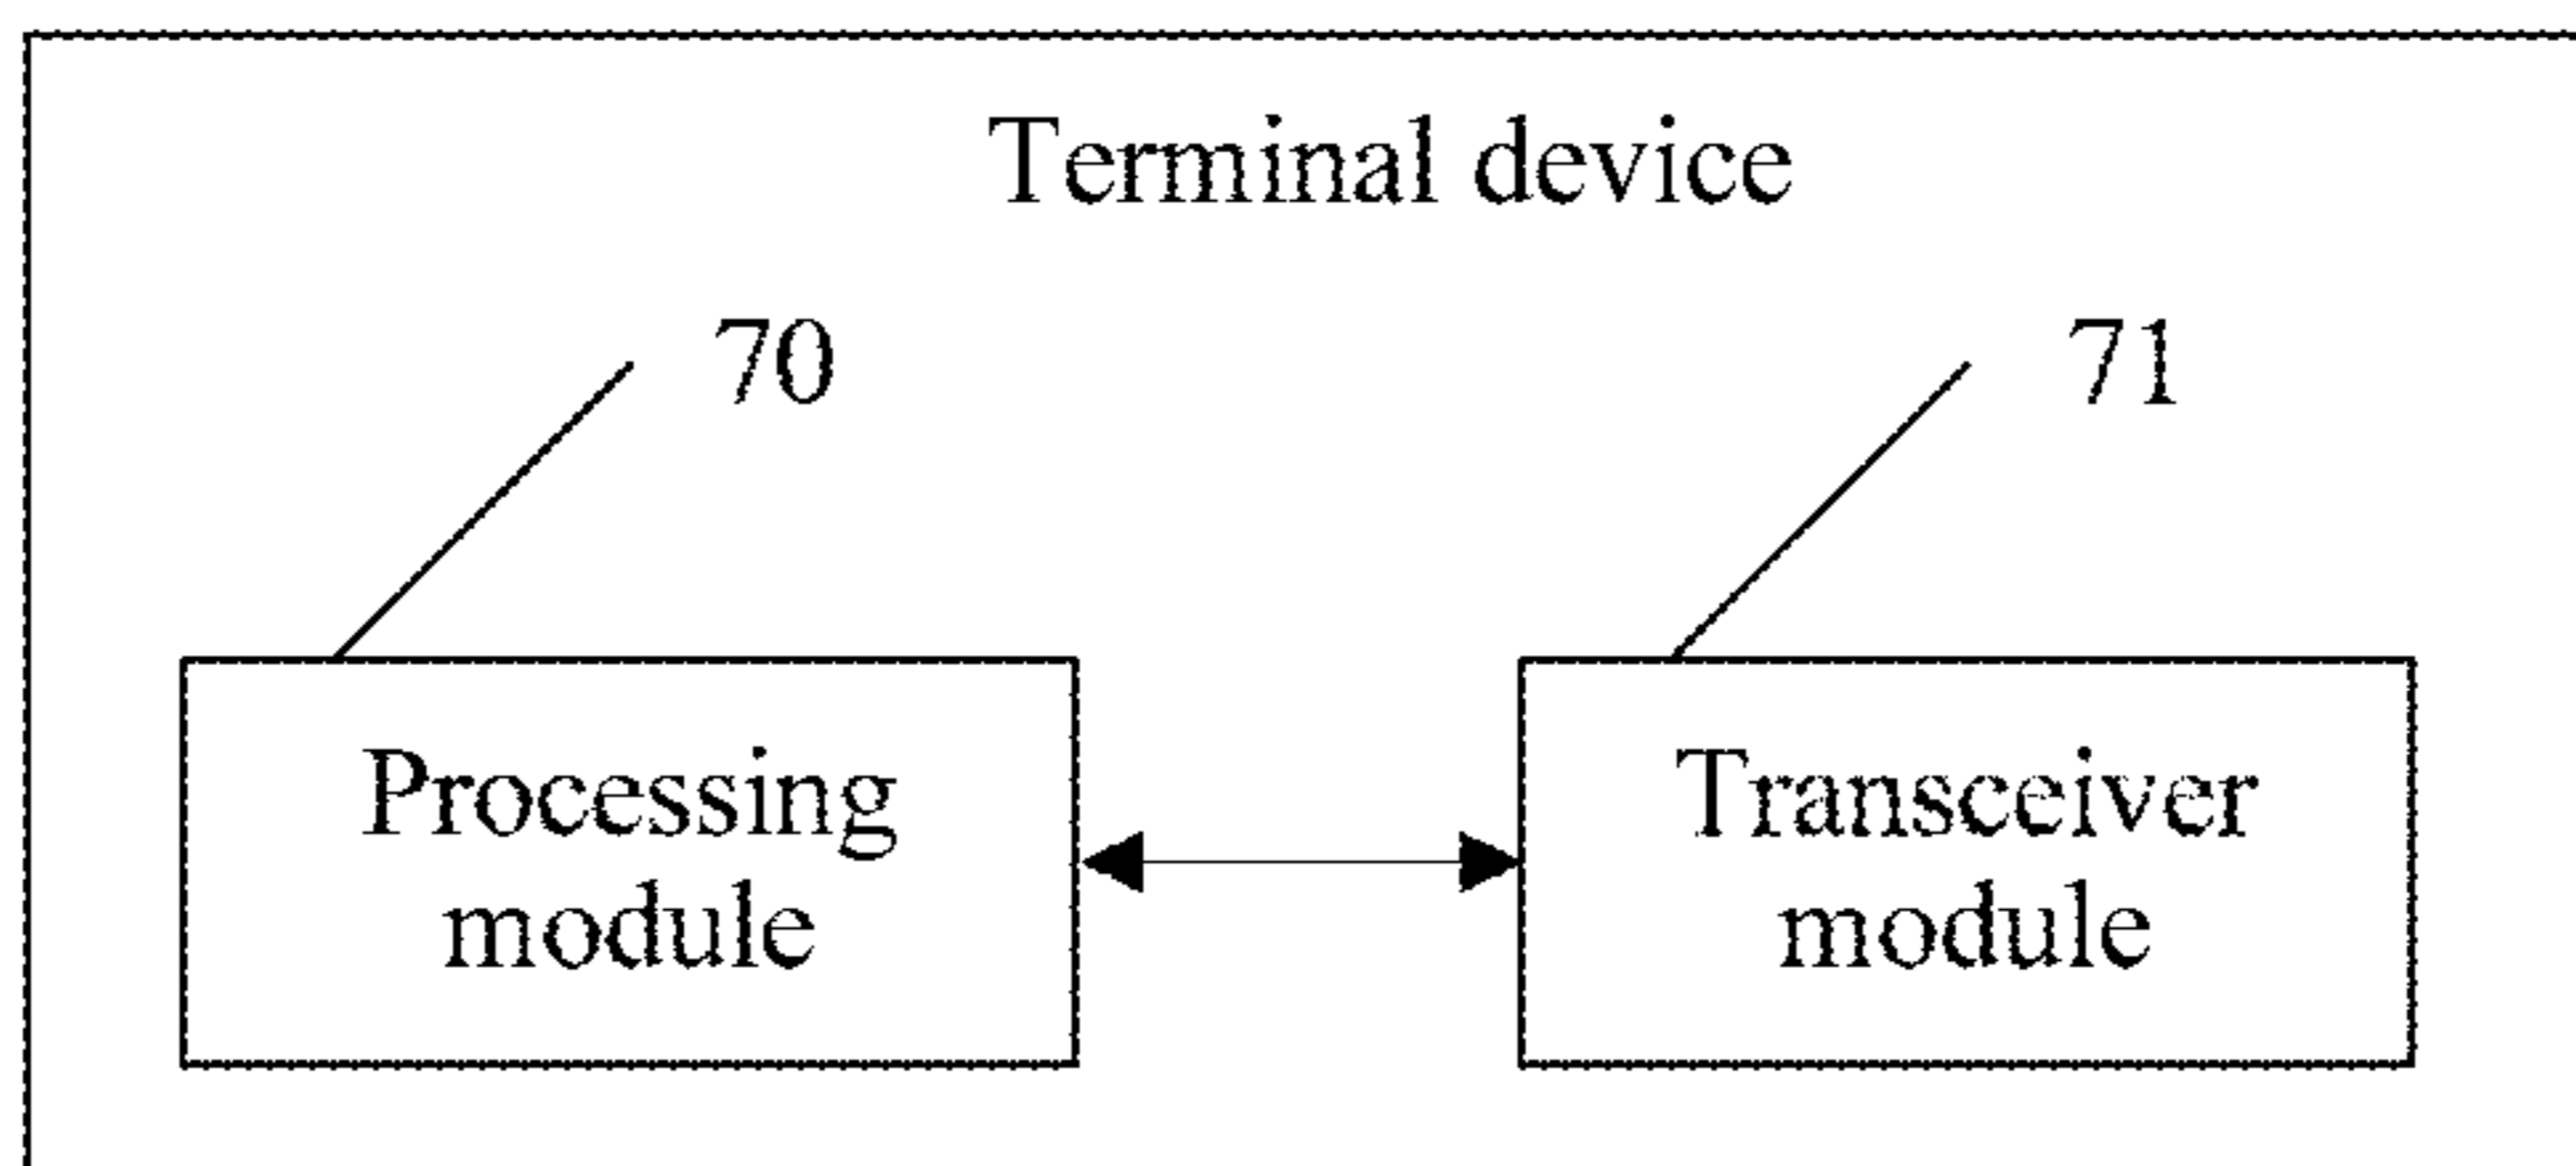 Terminal device
70
71
Processing
module
Transceiver
module